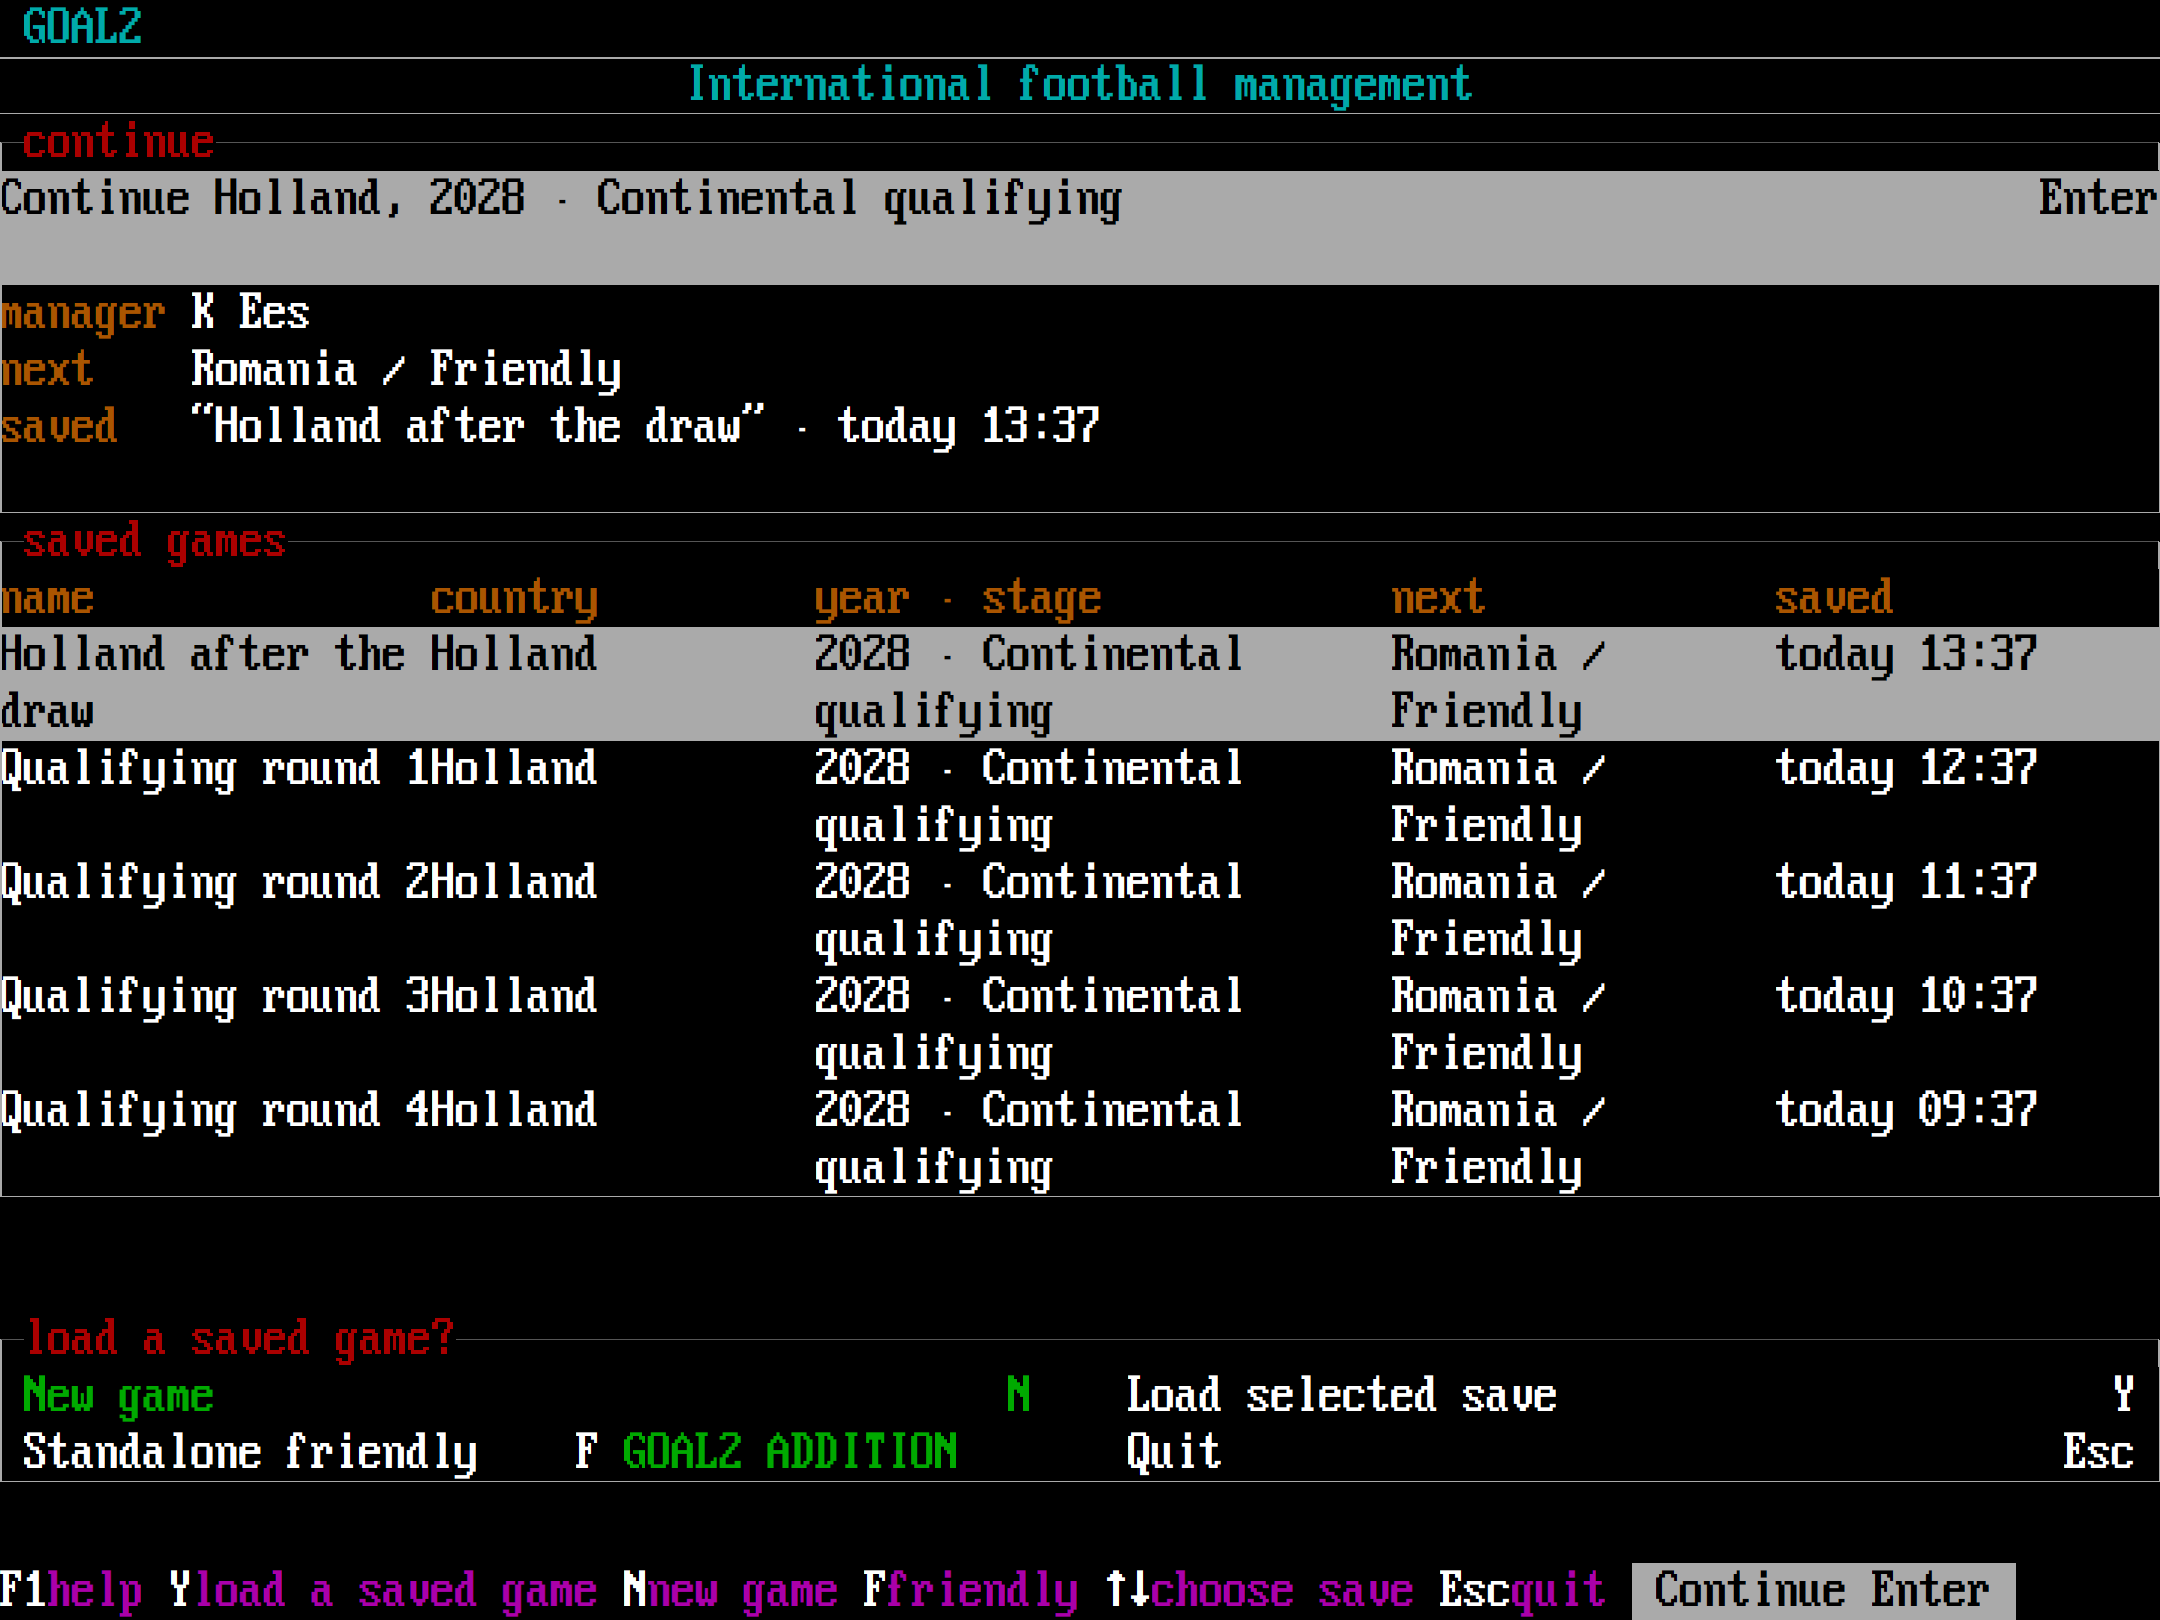 GOAL2
International football management
continue
Continue Holland, 2028 · Continental qualifying Enter
manager K Ees
next Romania / Friendly
saved "Holland after the draw" · today 13:37
saved games
name country year · stage next saved
Holland after the Holland 2028 · Continental Romania / today 13:37
draw qualifying Friendly
Qualifying round 1Holland 2028 · Continental Romania / today 12:37
qualifying Friendly
Qualifying round 2Holland 2028 · Continental Romania / today 11:37
qualifying Friendly
Qualifying round 3Holland 2028 · Continental Romania / today 10:37
qualifying Friendly
Qualifying round 4Holland 2028 · Continental Romania / today 09:37
qualifying Friendly
load a saved game?
New game N Load selected save Y
Standalone friendly F GOAL2 ADDITION Quit Esc
F1help Yload a saved game Nnew game Ffriendly ↑↓choose save Escquit Continue Enter